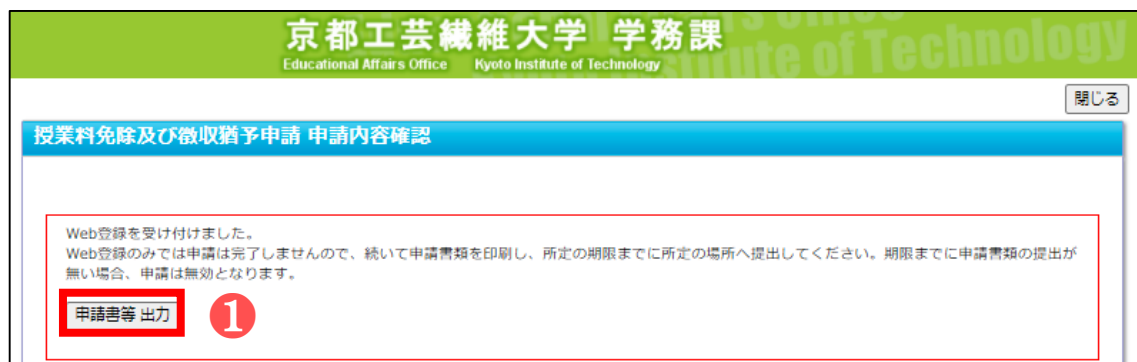 京都工芸繊維大学 学務課
Educational Affairs Office Kyoto Institute of Technology
閉じる
授業料免除及び徴収猶予申請 申請内容確認
Web登録を受け付けました。
Web登録のみでは申請は完了しませんので、続いて申請書類を印刷し、所定の期限までに所定の場所へ提出してください。期限までに申請書類の提出が
無い場合、申請は無効となります。
申請書等 出力
1